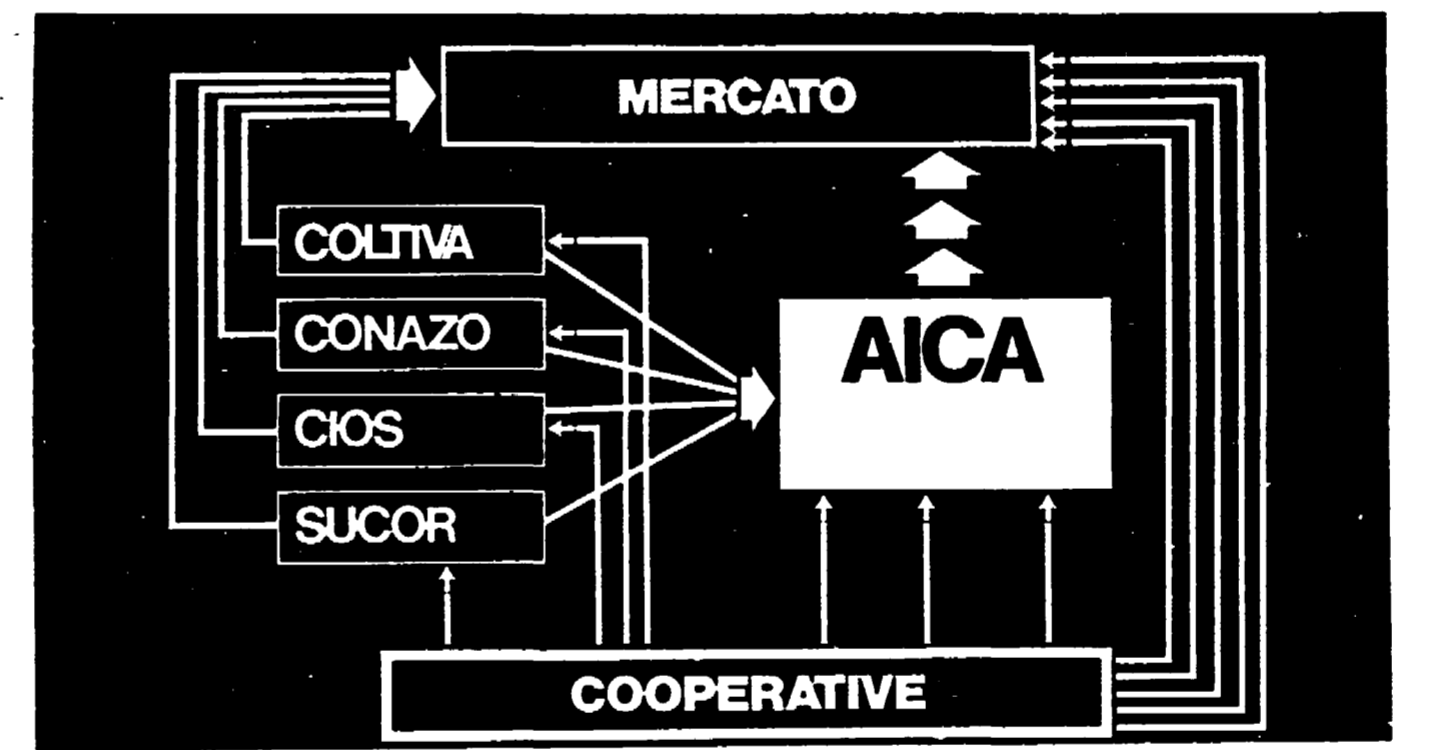 MERCATO
COLTIVA
CONAZO
CIOS
SUCOR
AICA
COOPERATIVE